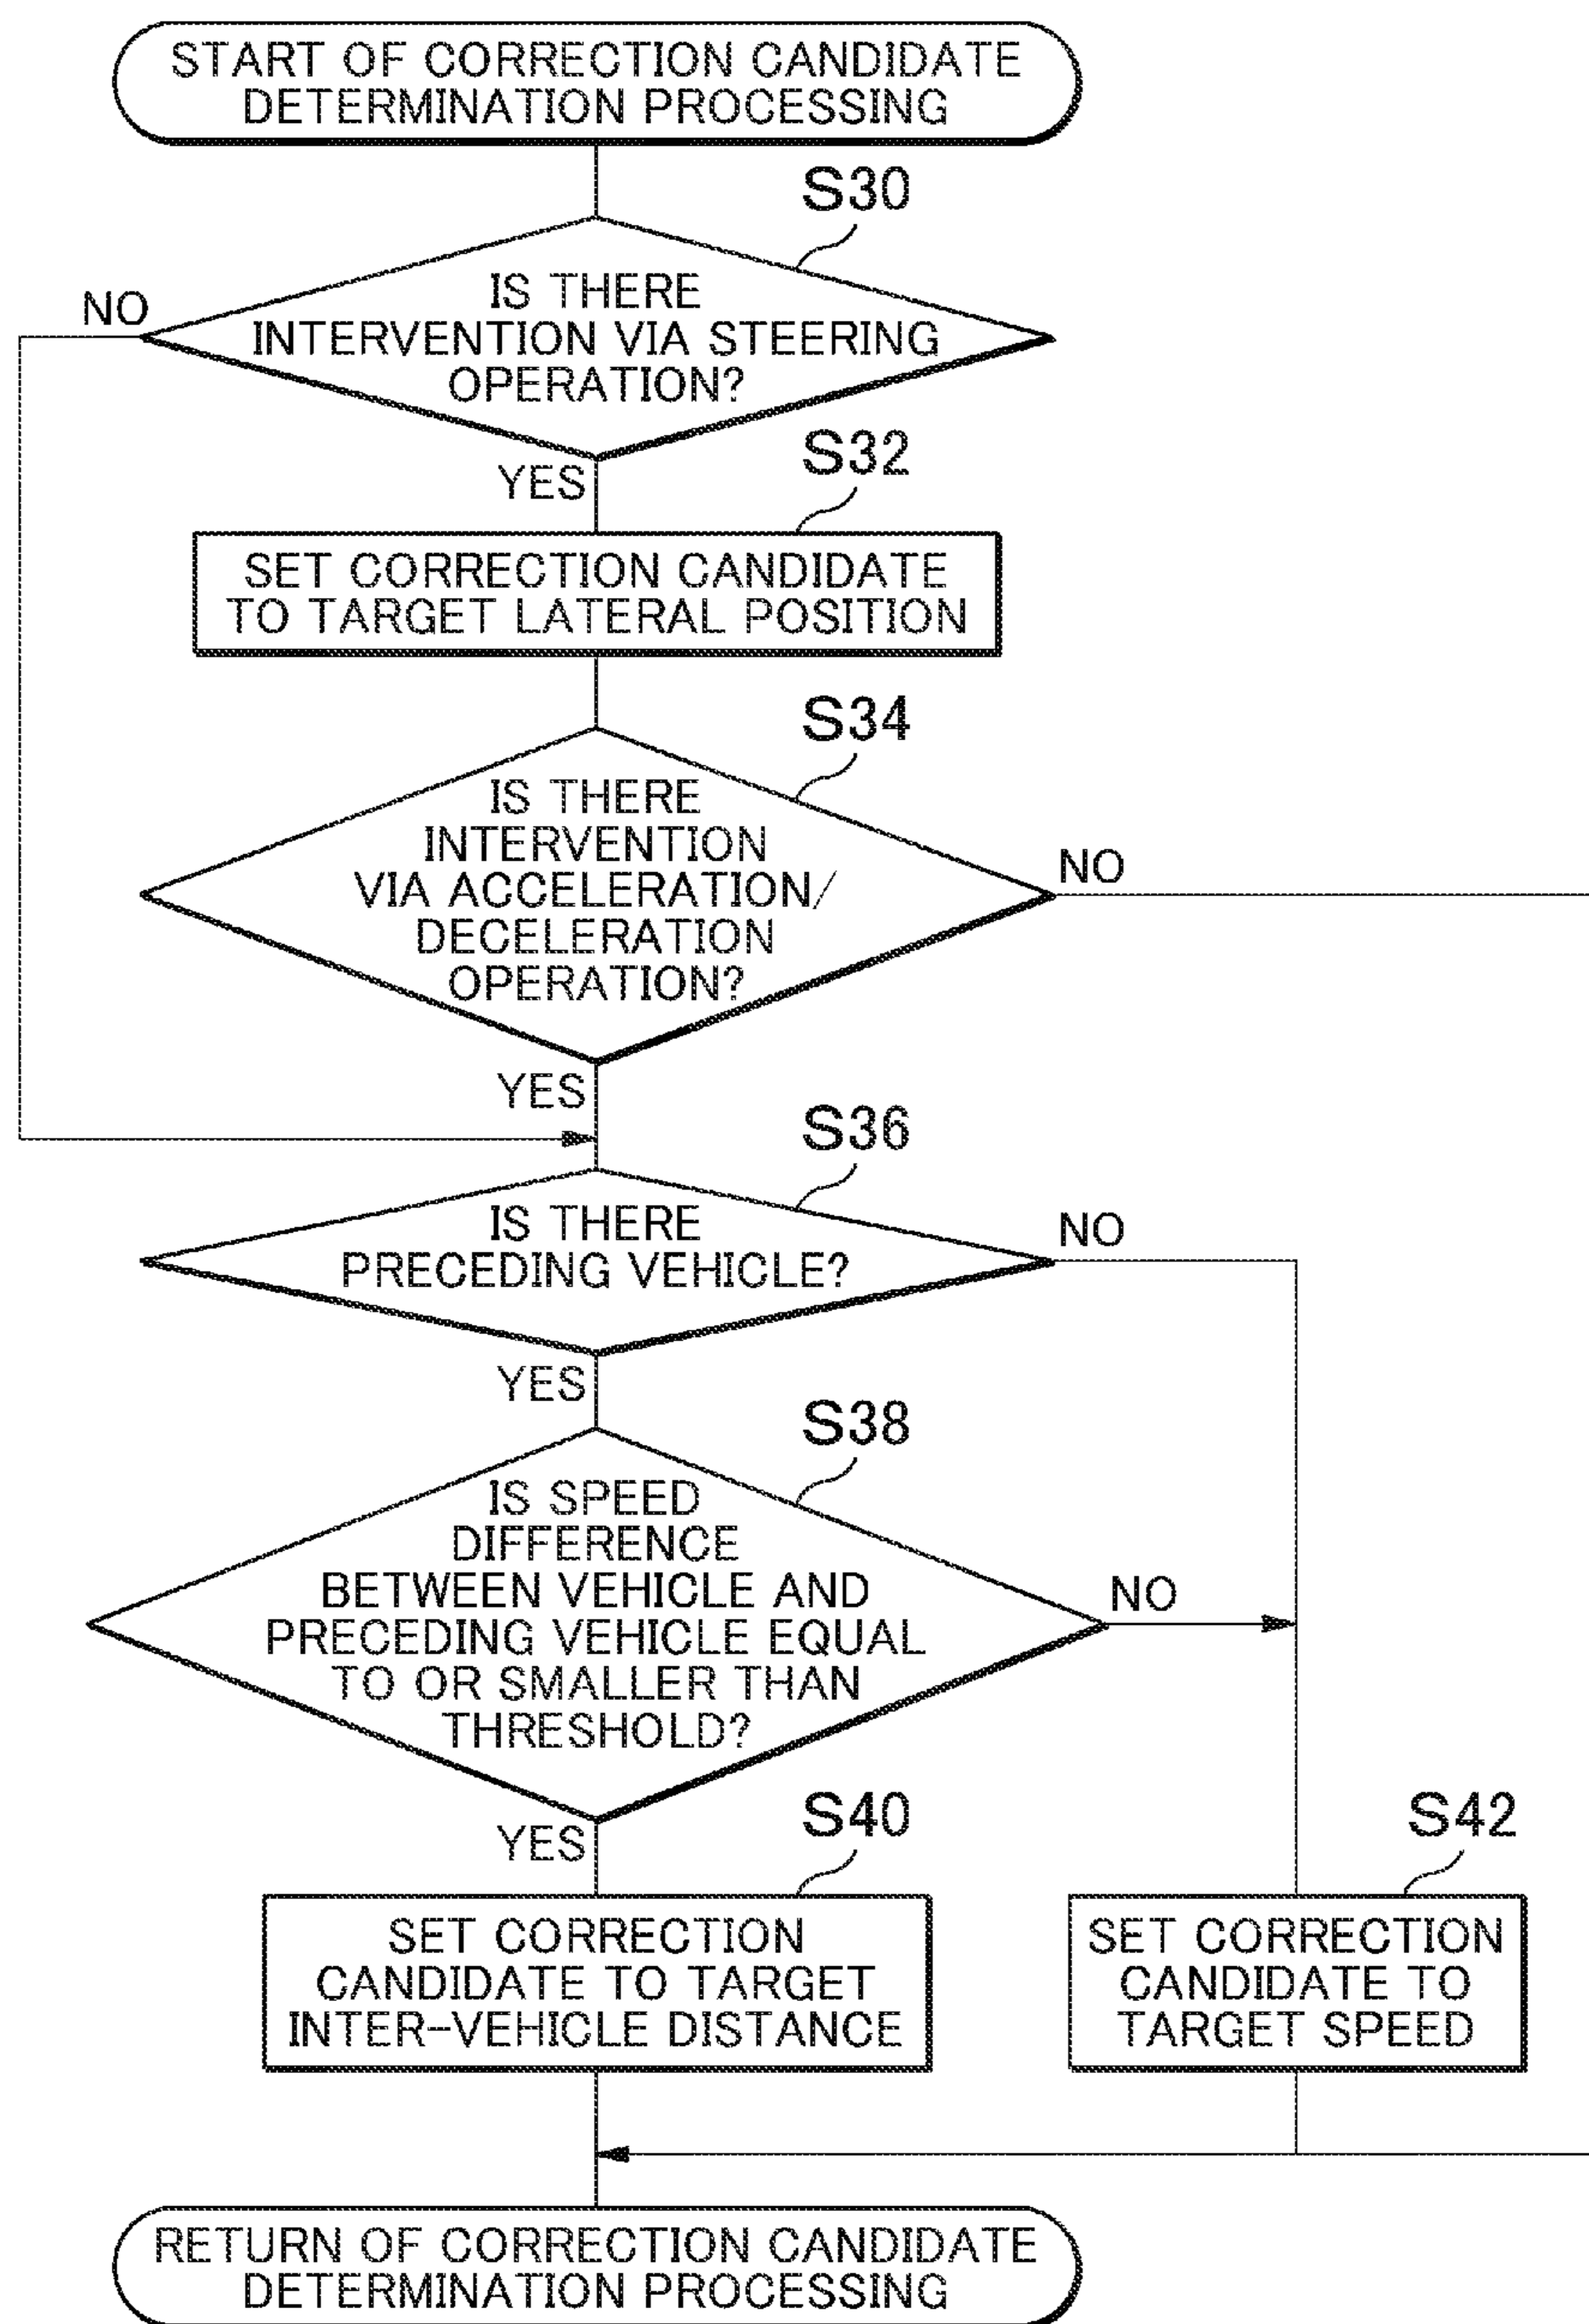 START OF CORRECTION CANDIDATE
DETERMINATION PROCESSING
S30
IS THERE
INTERVENTION VIA STEERING
OPERATION?
NO
YES
S32
SET CORRECTION CANDIDATE
TO TARGET LATERAL POSITION
S34
IS THERE
INTERVENTION
VIA ACCELERATION/
DECELERATION
OPERATION?
NO
YES
S36
IS THERE
PRECEDING VEHICLE?
NO
YES
S38
IS SPEED
DIFFERENCE
BETWEEN VEHICLE AND
PRECEDING VEHICLE EQUAL
TO OR SMALLER THAN
THRESHOLD?
NO
YES
S40
SET CORRECTION
CANDIDATE TO TARGET
INTER-VEHICLE DISTANCE
S42
SET CORRECTION
CANDIDATE TO
TARGET SPEED
RETURN OF CORRECTION CANDIDATE
DETERMINATION PROCESSING